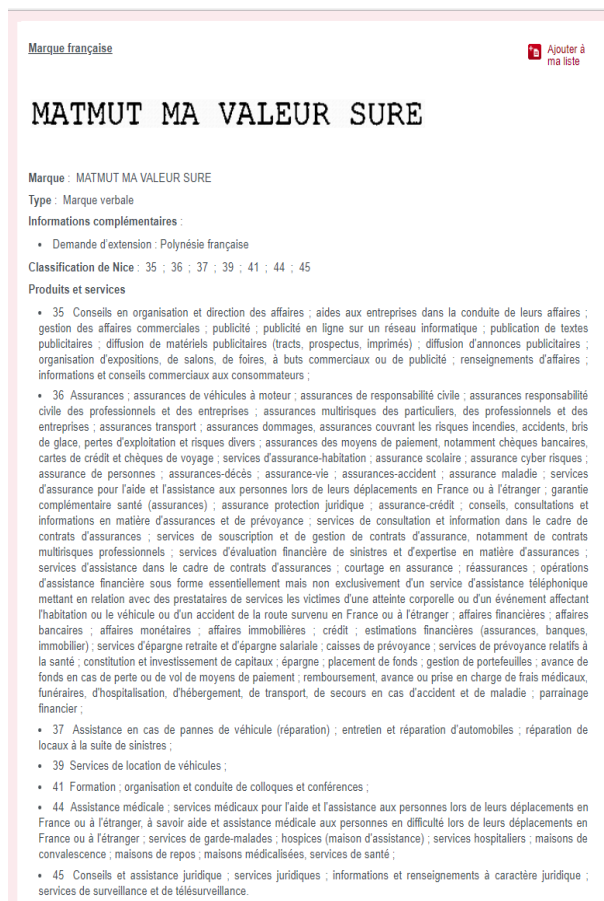 Marque française
Ajouter à
ma liste
MATMUT MA VALEUR SURE
Marque : MATMUT MA VALEUR SURE
Type : Marque verbale
Informations complémentaires :
• Demande d'extension : Polynésie française
Classification de Nice : 35 ; 36 ; 37 ; 39 ; 41 ; 44 ; 45
Produits et services
• 35 Conseils en organisation et direction des affaires ; aides aux entreprises dans la conduite de leurs affaires ;
gestion des affaires commerciales ; publicité ; publicité en ligne sur un réseau informatique ; publication de textes
publicitaires ; diffusion de matériels publicitaires (tracts, prospectus, imprimés) ; diffusion d'annonces publicitaires ;
organisation d'expositions, de salons, de foires, à buts commerciaux ou de publicité ; renseignements d'affaires ;
informations et conseils commerciaux aux consommateurs ;
• 36 Assurances ; assurances de véhicules à moteur ; assurances de responsabilité civile ; assurances responsabilité
civile des professionnels et des entreprises ; assurances multirisques des particuliers, des professionnels et des
entreprises ; assurances transport ; assurances dommages, assurances couvrant les risques incendies, accidents, bris
de glace, pertes d'exploitation et risques divers ; assurances des moyens de paiement, notamment chèques bancaires,
cartes de crédit et chèques de voyage ; services d'assurance-habitation ; assurance scolaire ; assurance cyber risques ;
assurance de personnes ; assurances-décès ; assurance-vie ; assurances-accident ; assurance maladie ; services
d'assurance pour l'aide et l'assistance aux personnes lors de leurs déplacements en France ou à l'étranger ; garantie
complémentaire santé (assurances) ; assurance protection juridique ; assurance-crédit ; conseils, consultations et
informations en matière d'assurances et de prévoyance ; services de consultation et information dans le cadre de
contrats d'assurances ; services de souscription et de gestion de contrats d'assurance, notamment de contrats
multirisques professionnels ; services d'évaluation financière de sinistres et d'expertise en matière d'assurances ;
services d'assistance dans le cadre de contrats d'assurances ; courtage en assurance ; réassurances ; opérations
d'assistance financière sous forme essentiellement mais non exclusivement d'un service d'assistance téléphonique
mettant en relation avec des prestataires de services les victimes d'une atteinte corporelle ou d'un événement affectant
l'habitation ou le véhicule ou d'un accident de la route survenu en France ou à l'étranger ; affaires financières ; affaires
bancaires ; affaires monétaires ; affaires immobilières ; crédit ; estimations financières (assurances, banques,
immobilier) ; services d'épargne retraite et d'épargne salariale ; caisses de prévoyance ; services de prévoyance relatifs à
la santé ; constitution et investissement de capitaux ; épargne ; placement de fonds ; gestion de portefeuilles ; avance de
fonds en cas de perte ou de vol de moyens de paiement ; remboursement, avance ou prise en charge de frais médicaux,
funéraires, d'hospitalisation, d'hébergement, de transport, de secours en cas d'accident et de maladie ; parrainage
financier ;
• 37 Assistance en cas de pannes de véhicule (réparation) ; entretien et réparation d'automobiles ; réparation de
locaux à la suite de sinistres ;
• 39 Services de location de véhicules ;
• 41 Formation ; organisation et conduite de colloques et conférences ;
• 44 Assistance médicale ; services médicaux pour l'aide et l'assistance aux personnes lors de leurs déplacements en
France ou à l'étranger, à savoir aide et assistance médicale aux personnes en difficulté lors de leurs déplacements en
France ou à l'étranger ; services de garde-malades ; hospices (maison d'assistance) ; services hospitaliers ; maisons de
convalescence ; maisons de repos ; maisons médicalisées, services de santé ;
• 45 Conseils et assistance juridique ; services juridiques ; informations et renseignements à caractère juridique ;
services de surveillance et de télésurveillance.